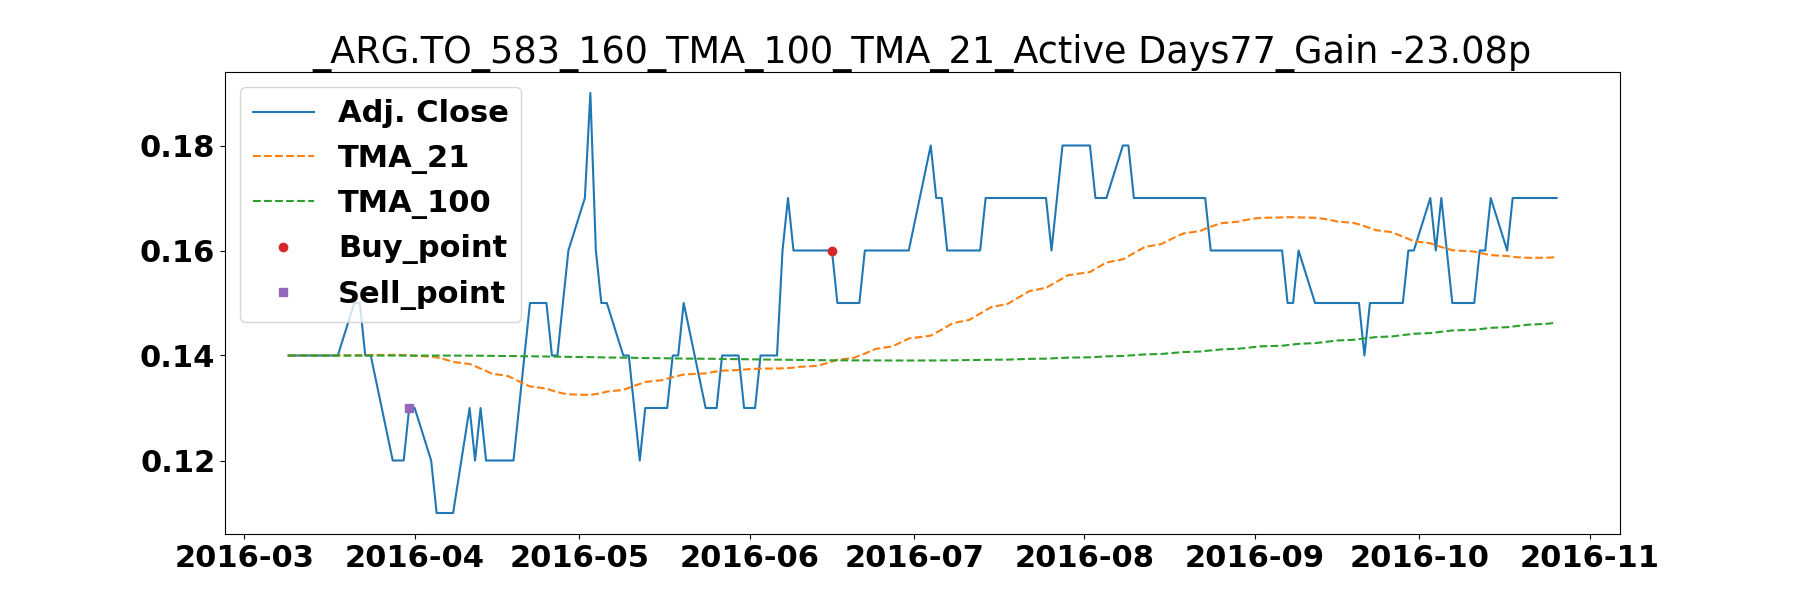 _ARG.TO_583_160_TMA_100_TMA_21_Active Days77_Gain -23.08p
Adj. Close
TMA_21
TMA_100
Buy_point
Sell_point
0.18
0.16
0.14
0.12
2016-03 2016-04 2016-05 2016-06 2016-07 2016-08 2016-09 2016-10 2016-11